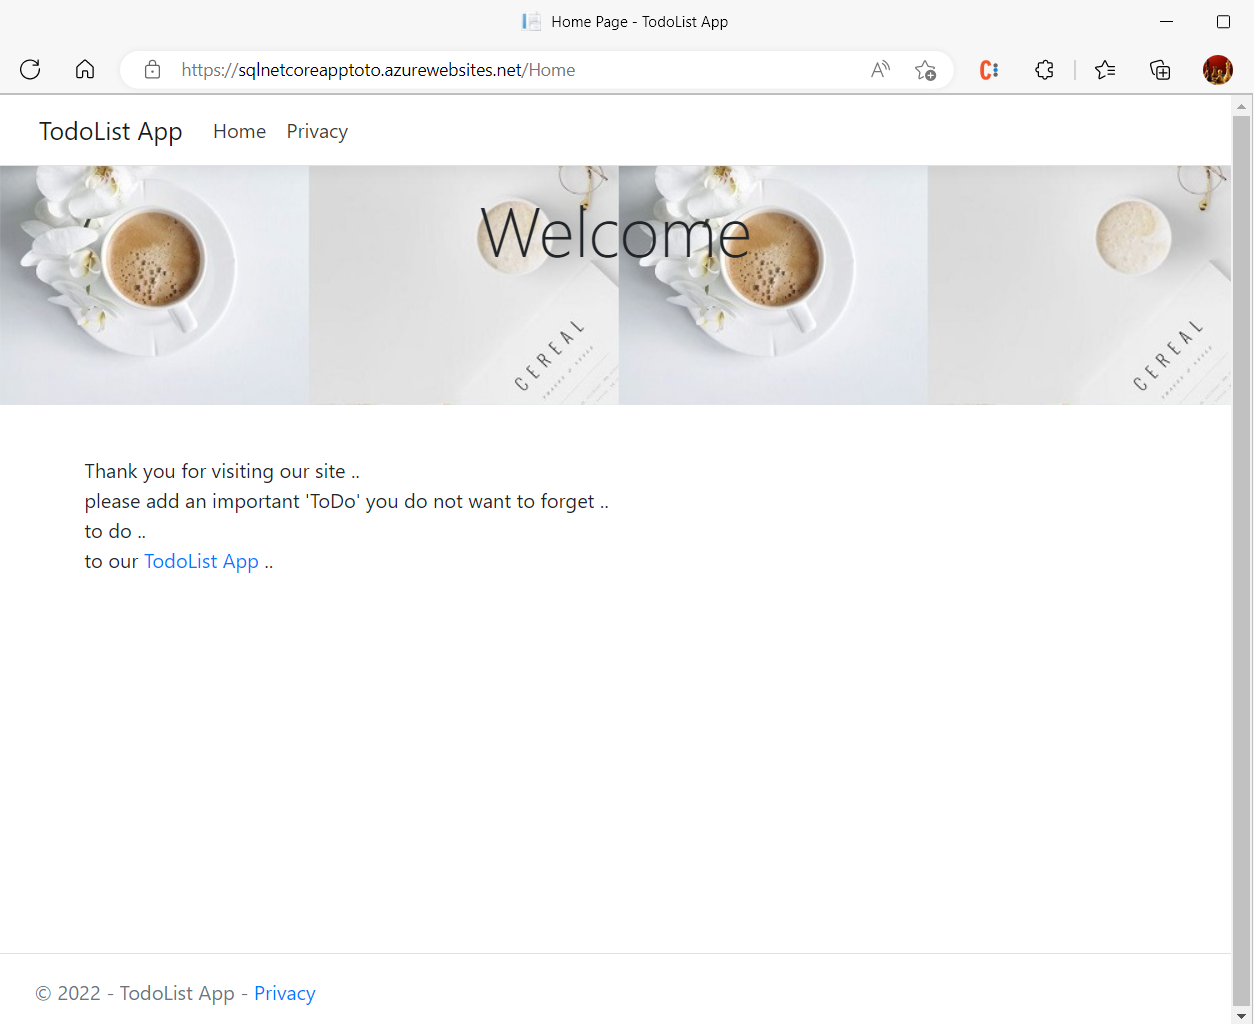 Home Page - TodoList App
https://sqlnetcoreapptoto.azurewebsites.net/Home
TodoList App Home Privacy
Welcome
CEREAL
CEREAL
Thank you for visiting our site ..
please add an important 'ToDo' you do not want to forget ..
to do ..
to our TodoList App ..
© 2022 - TodoList App - Privacy